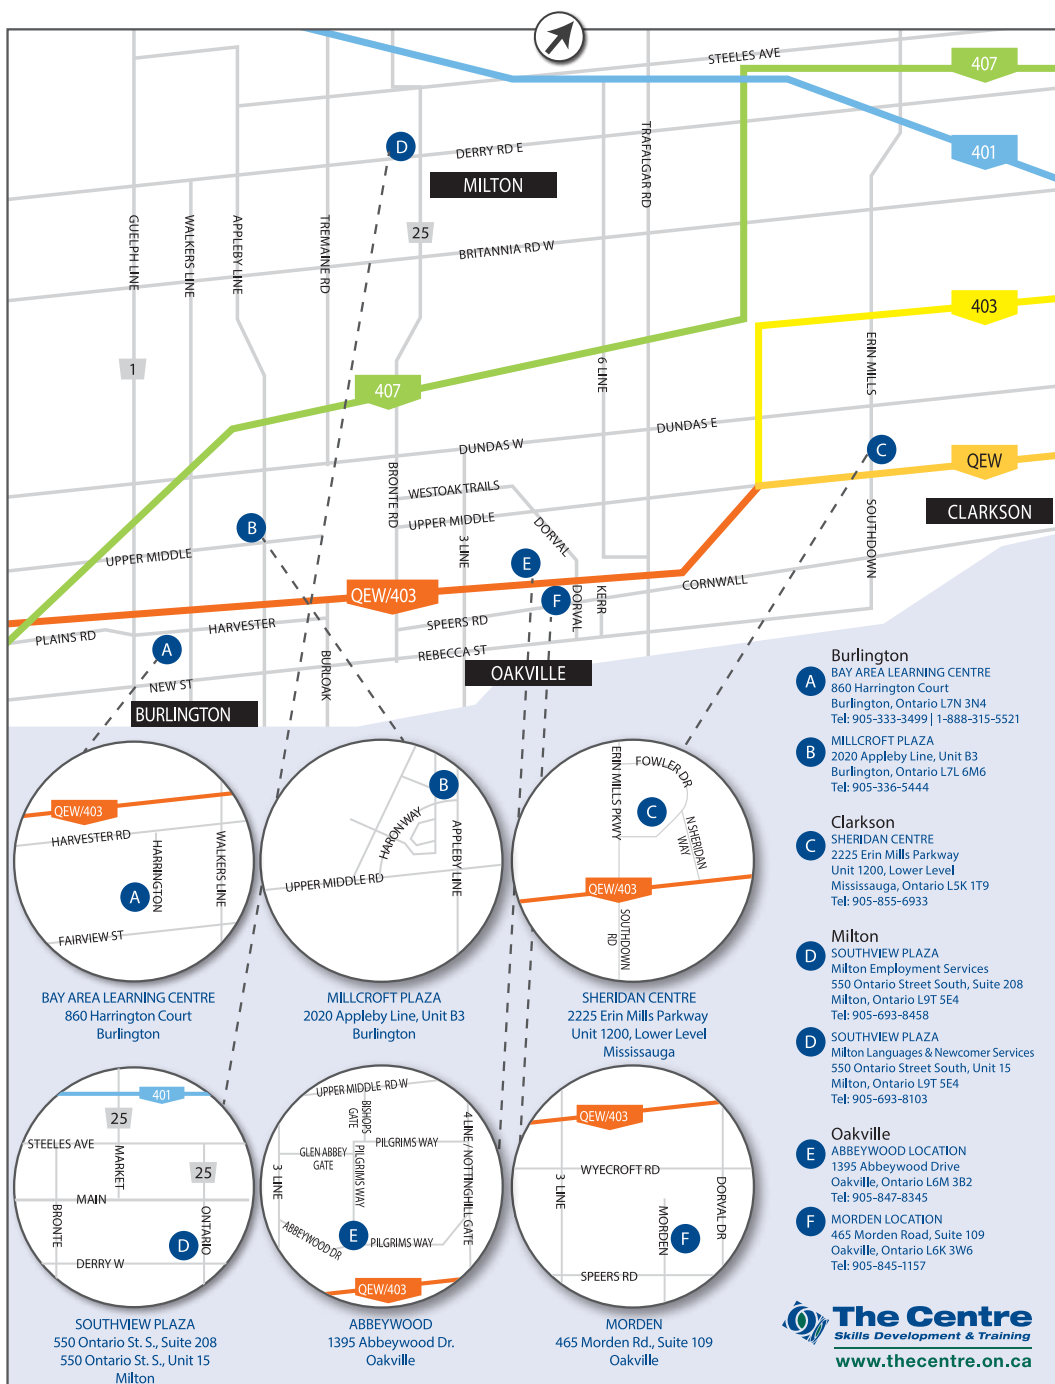 STEELES AVE
407
401
D
DERRY RD E
MILTON
TRAFALGAR RD
GUELPH LINE
WALKERS LINE
APPLEBY LINE
TREMAINE RD
25
BRITANNIA RD W
403
1
407
6 LINE
ERIN MILLS
DUNDAS E
DUNDAS W
C
QEW
BRONTE RD
WESTOAK TRAILS
UPPER MIDDLE
3 LINE
DORVAL
SOUTHDOWN
CLARKSON
B
UPPER MIDDLE
E
QEW/403
F
DORVAL
KERR
CORNWALL
PLAINS RD
HARVESTER
SPEERS RD
A
REBECCA ST
BURLOAK
OAKVILLE
NEW ST
BURLINGTON
QEW/403
HARVESTER RD
HARRINGTON
WALKERS LINE
A
FAIRVIEW ST
BAY AREA LEARNING CENTRE
860 Harrington Court
Burlington
B
HARON WAY
APPLEBY LINE
UPPER MIDDLE RD
MILLCROFT PLAZA
2020 Appleby Line, Unit B3
Burlington
ERIN MILLS PKWY
FOWLER DR
C
N SHERIDAN
WAY
QEW/403
SOUTHDOWN
RD
SHERIDAN CENTRE
2225 Erin Mills Parkway
Unit 1200, Lower Level
Mississauga
401
25
STEELES AVE
MARKET
25
MAIN
BRONTE
ONTARIO
D
DERRY W
SOUTHVIEW PLAZA
550 Ontario St. S., Suite 208
550 Ontario St. S., Unit 15
Milton
UPPER MIDDLE RD W
BISHOPS
GATE
PILGRIMS WAY
GLEN ABBEY
GATE
PILGRIMS WAY
4 LINE / NOTTINGHILL GATE
3 LINE
ABBEYWOOD DR
E
PILGRIMS WAY
QEW/403
ABBEYWOOD
1395 Abbeywood Dr.
Oakville
QEW/403
WYECROFT RD
3 LINE
MORDEN
DORVAL DR
F
SPEERS RD
MORDEN
465 Morden Rd., Suite 109
Oakville
Burlington
A
BAY AREA LEARNING CENTRE
860 Harrington Court
Burlington, Ontario L7N 3N4
Tel: 905-333-3499 | 1-888-315-5521
B
MILLCROFT PLAZA
2020 Appleby Line, Unit B3
Burlington, Ontario L7L 6M6
Tel: 905-336-5444
Clarkson
C
SHERIDAN CENTRE
2225 Erin Mills Parkway
Unit 1200, Lower Level
Mississauga, Ontario L5K 1T9
Tel: 905-855-6933
Milton
D
SOUTHVIEW PLAZA
Milton Employment Services
550 Ontario Street South, Suite 208
Milton, Ontario L9T 5E4
Tel: 905-693-8458
D
SOUTHVIEW PLAZA
Milton Languages & Newcomer Services
550 Ontario Street South, Unit 15
Milton, Ontario L9T 5E4
Tel: 905-693-8103
Oakville
E
ABBEYWOOD LOCATION
1395 Abbeywood Drive
Oakville, Ontario L6M 3B2
Tel: 905-847-8345
F
MORDEN LOCATION
465 Morden Road, Suite 109
Oakville, Ontario L6K 3W6
Tel: 905-845-1157
The Centre
Skills Development & Training
www.thecentre.on.ca